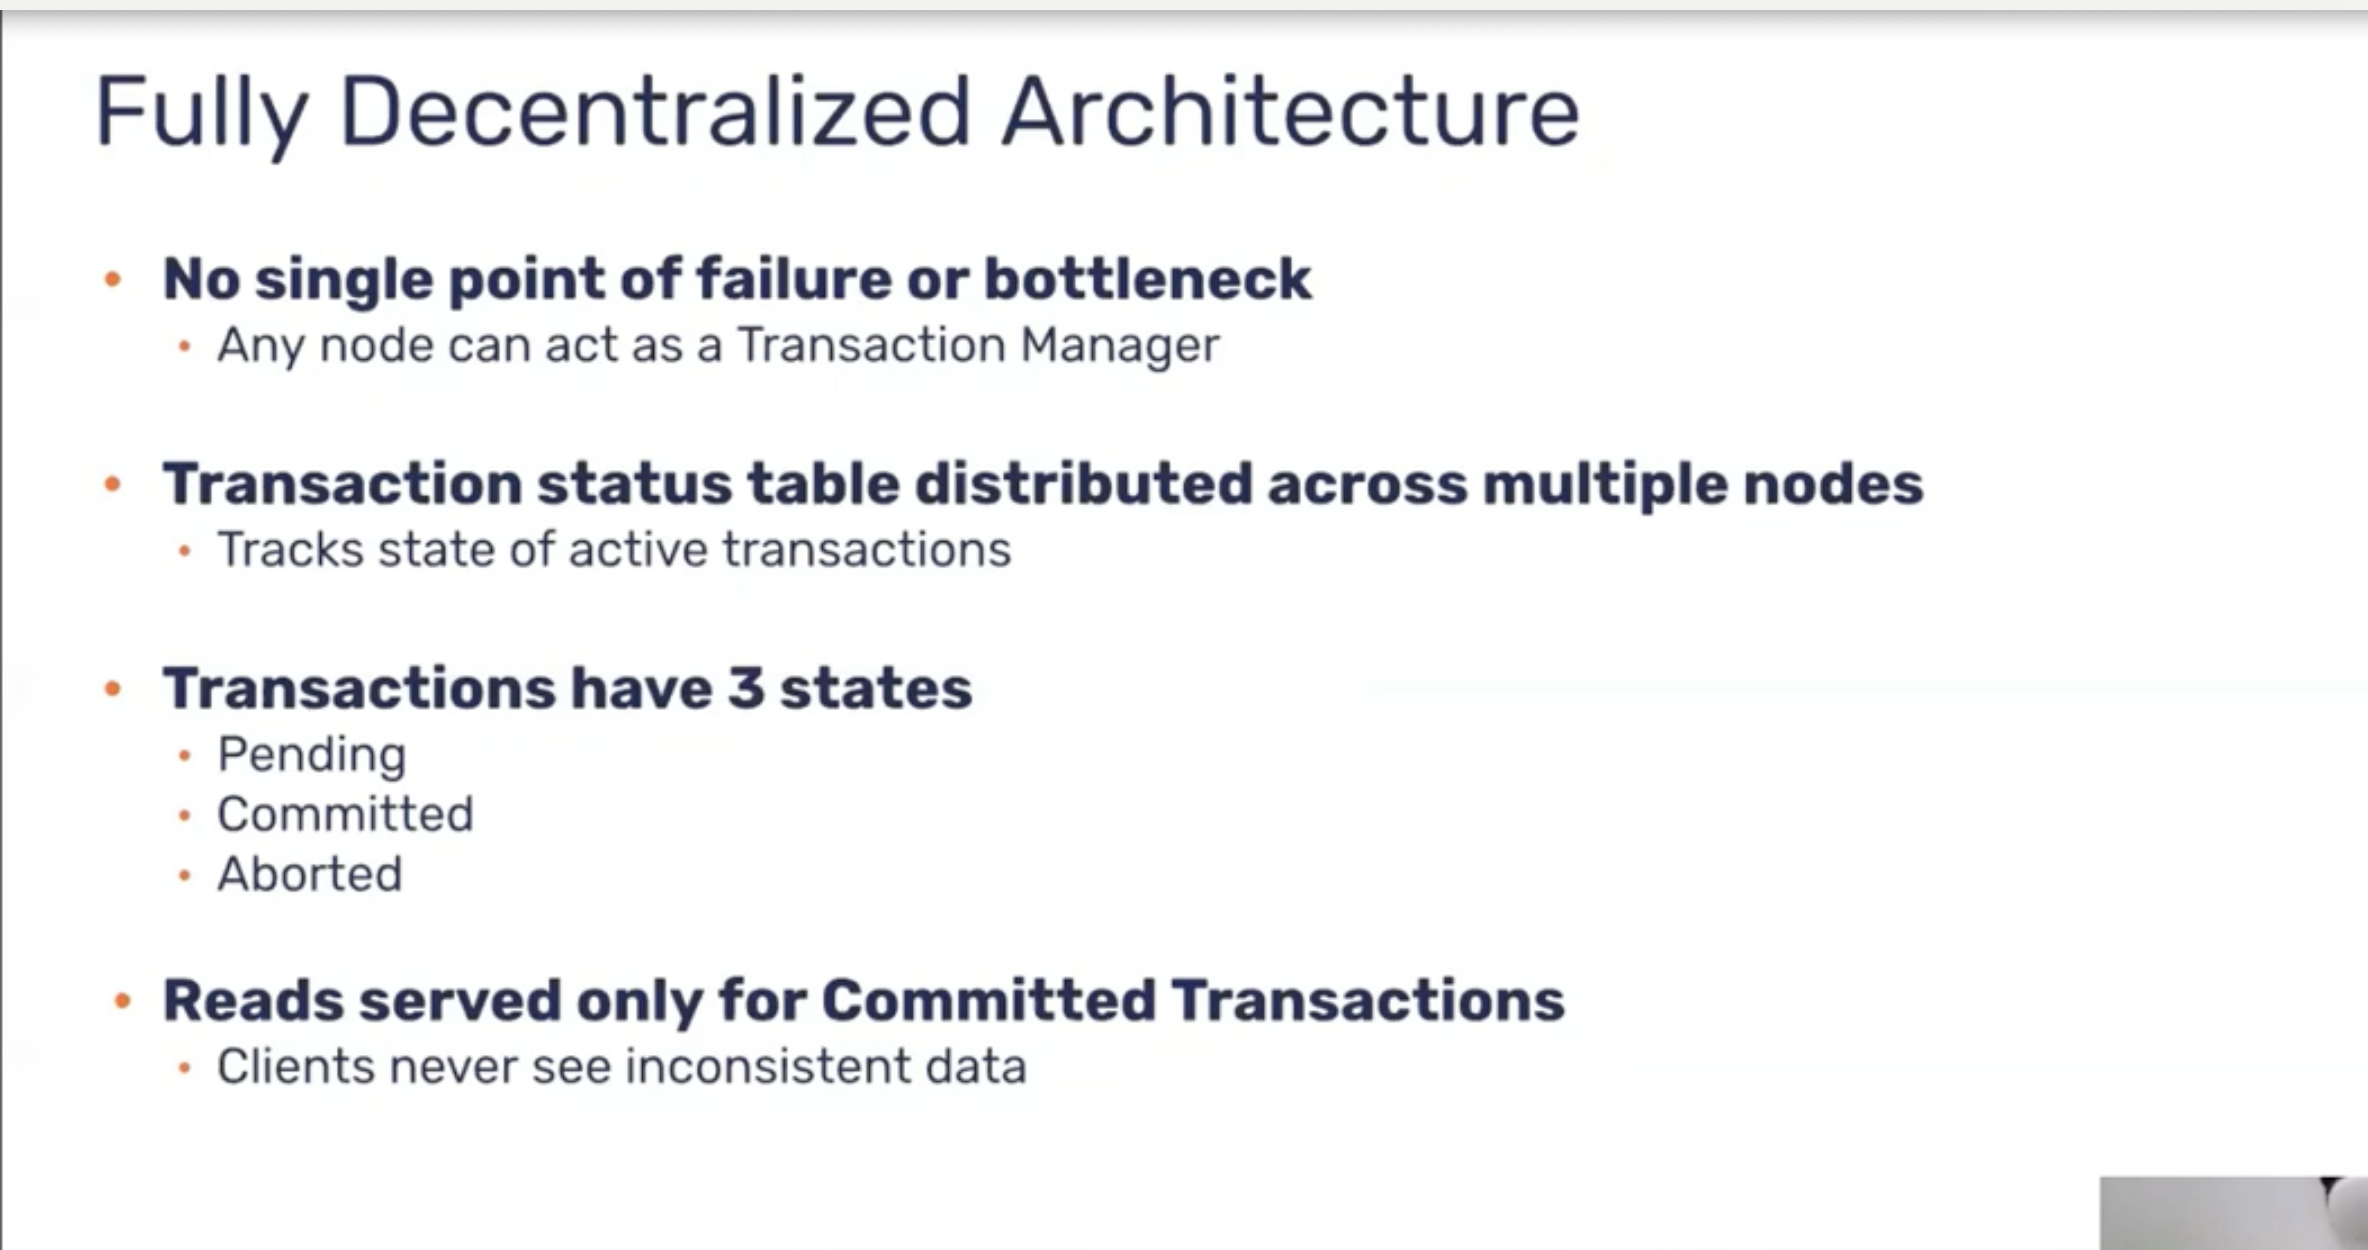 Fully Decentralized Architecture
• No single point of failure or bottleneck
• Any node can act as a Transaction Manager
• Transaction status table distributed across multiple nodes
• Tracks state of active transactions
• Transactions have 3 states
• Pending
• Committed
• Aborted
• Reads served only for Committed Transactions
• Clients never see inconsistent data